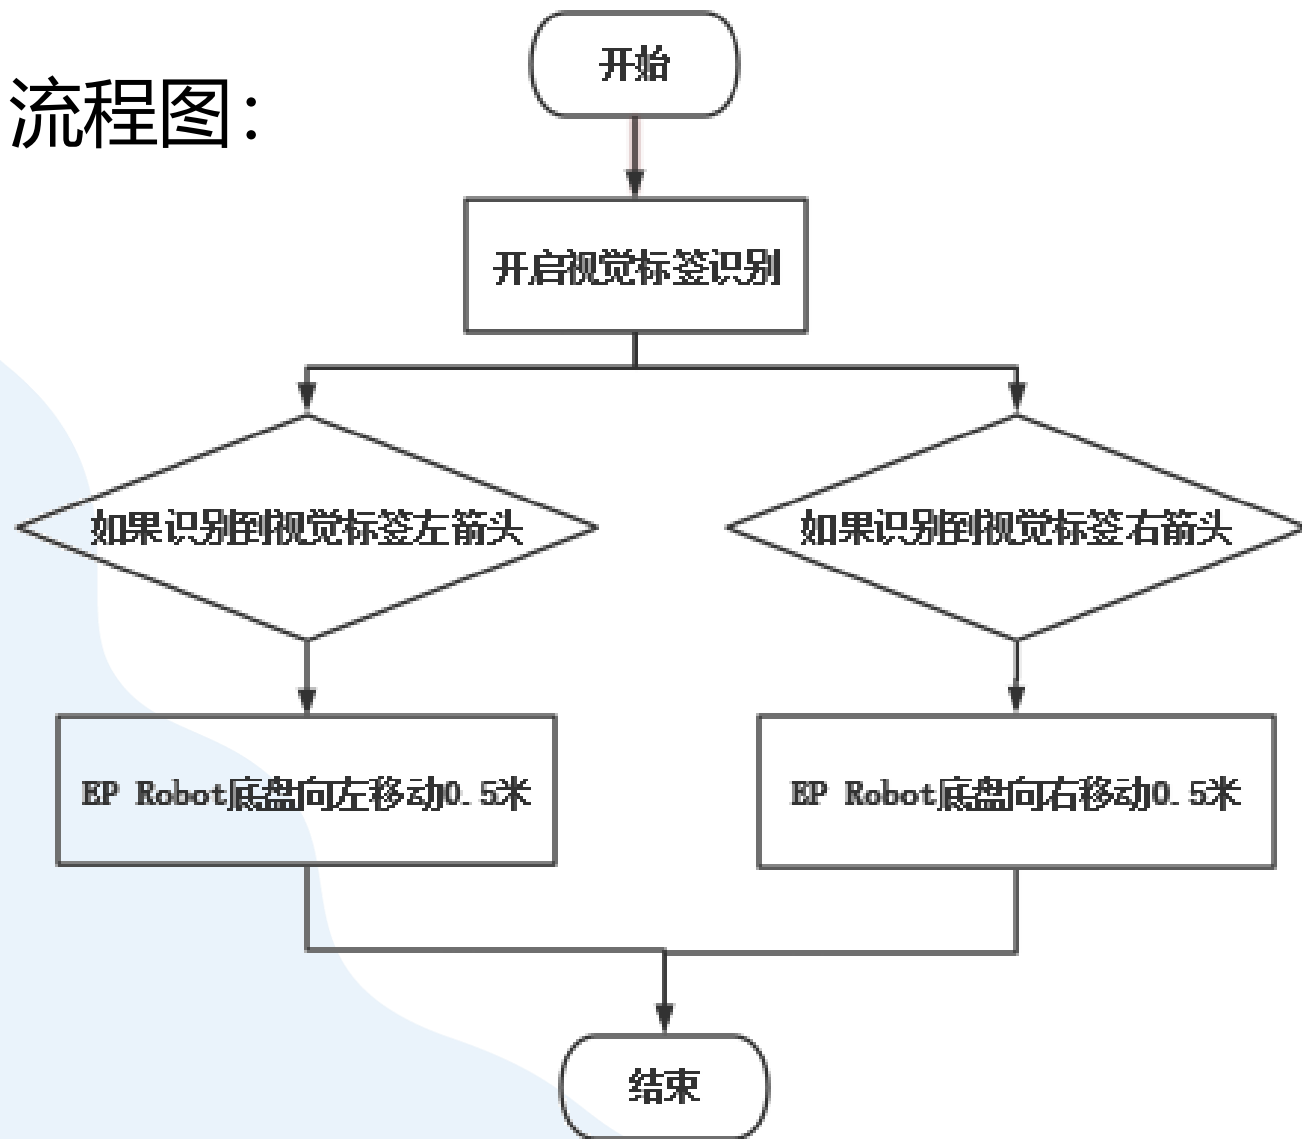 开始
流程图：
开启视觉标签识别
如果识别到视觉标签左箭头
如果识别到视觉标签右箭头
EP Robot底盘向左移动0.5米
EP Robot底盘向右移动0.5米
结束